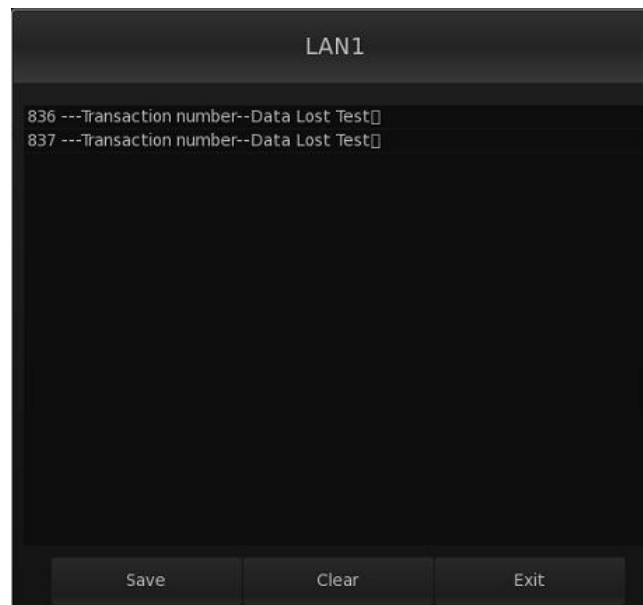 LAN1
836 ---Transaction number--Data Lost Test▯
837 ---Transaction number--Data Lost Test▯
Save Clear Exit